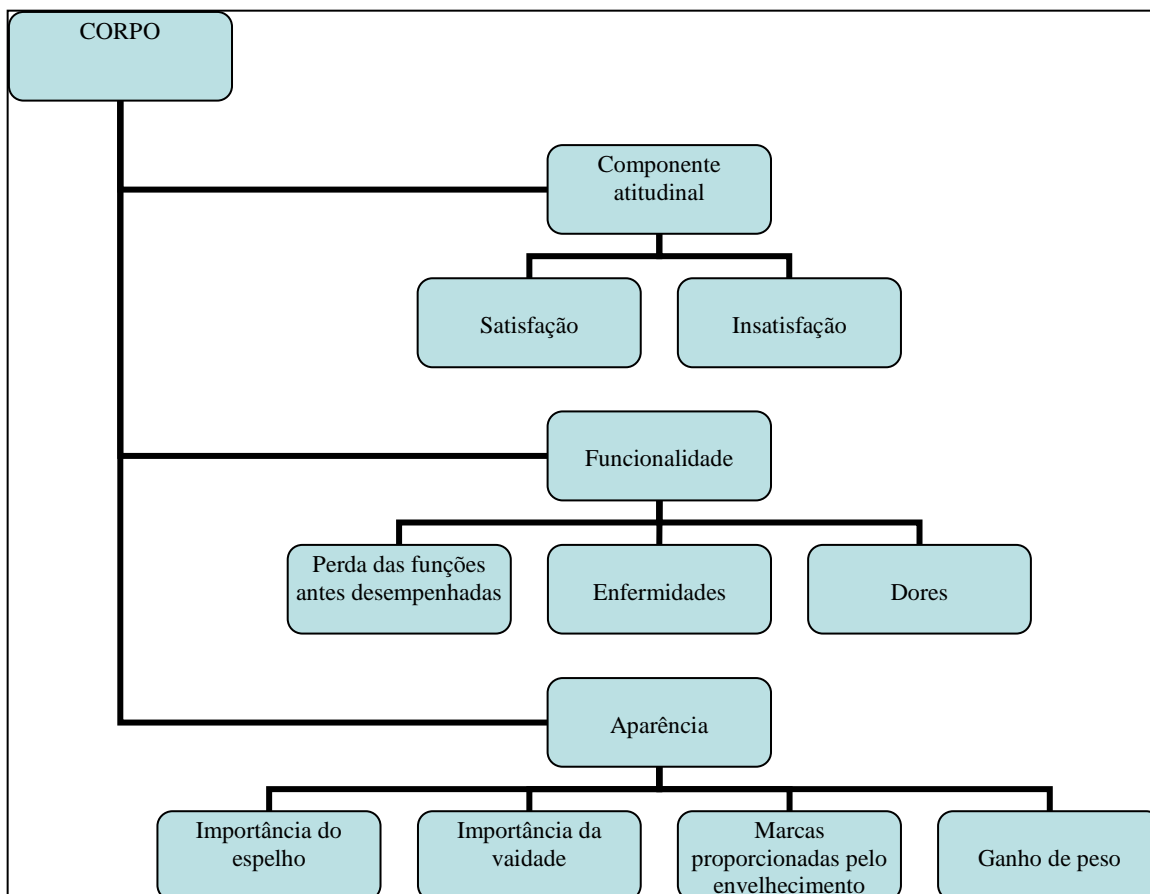 CORPO
Componente
atitudinal
Satisfação
Insatisfação
Funcionalidade
Perda das funções
antes desempenhadas
Enfermidades
Dores
Aparência
Importância do
espelho
Importância da
vaidade
Marcas
proporcionadas pelo
envelhecimento
Ganho de peso